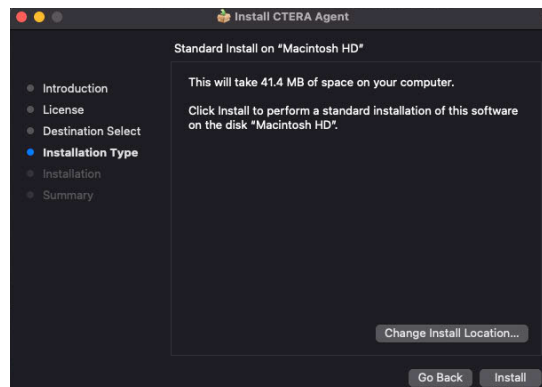 Install CTERA Agent
Standard Install on “Macintosh HD”
Introduction
License
Destination Select
Installation Type
Installation
Summary
This will take 41.4 MB of space on your computer.
Click Install to perform a standard installation of this software
on the disk “Macintosh HD”.
Change Install Location...
Go Back
Install